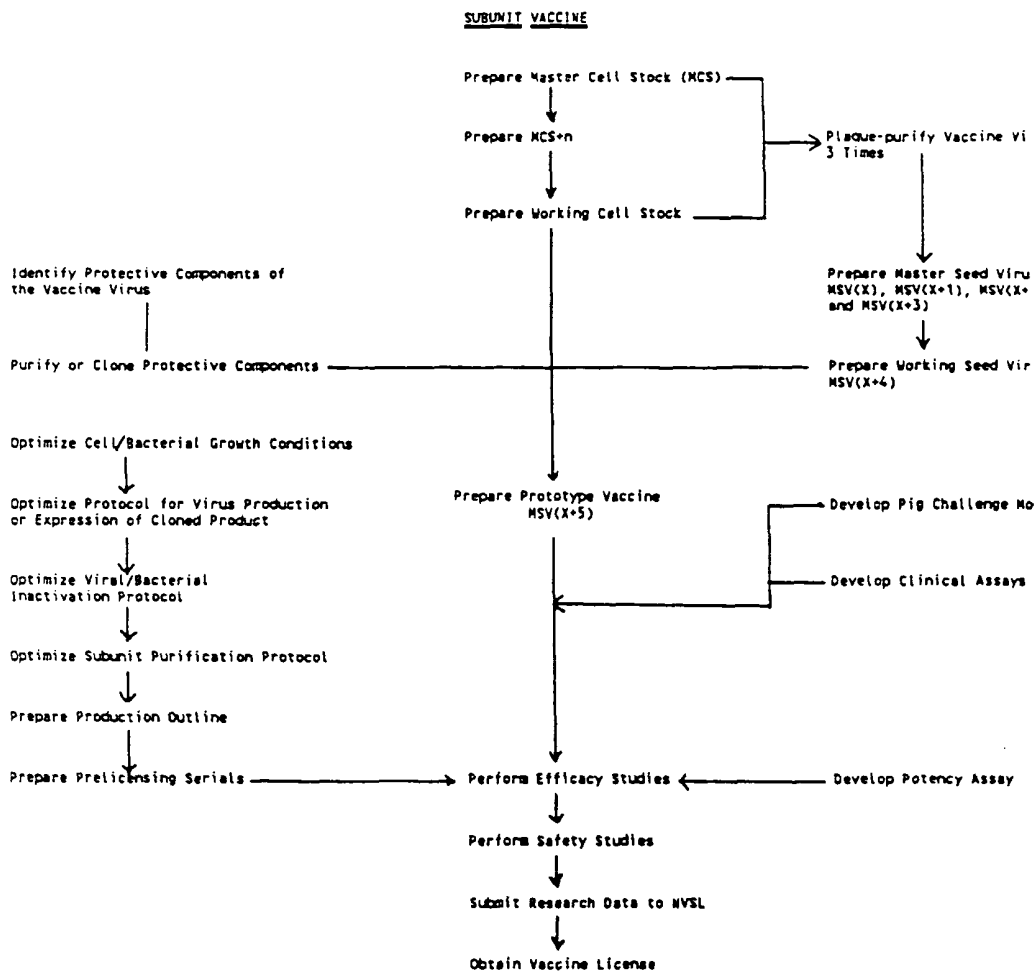 SUBUNIT VACCINE
Prepare Master Cell Stock (MCS)
Prepare MCS+n
Plaque-purify Vaccine Vi
3 Times
Prepare Working Cell Stock
Identify Protective Components of
the Vaccine Virus
Prepare Master Seed Viru
MSV(X), MSV(X+1), MSV(X+
and MSV(X+3)
Purify or Clone Protective Components
Prepare Working Seed Vir
MSV(X+4)
Optimize Cell/Bacterial Growth Conditions
Optimize Protocol for Virus Production
or Expression of Cloned Product
Prepare Prototype Vaccine
MSV(X+5)
Develop Pig Challenge Mo
Optimize Viral/Bacterial
Inactivation Protocol
Develop Clinical Assays
Optimize Subunit Purification Protocol
Prepare Production Outline
Prepare Prelicensing Serials
Perform Efficacy Studies
Develop Potency Assay
Perform Safety Studies
Submit Research Data to NVSL
Obtain Vaccine License